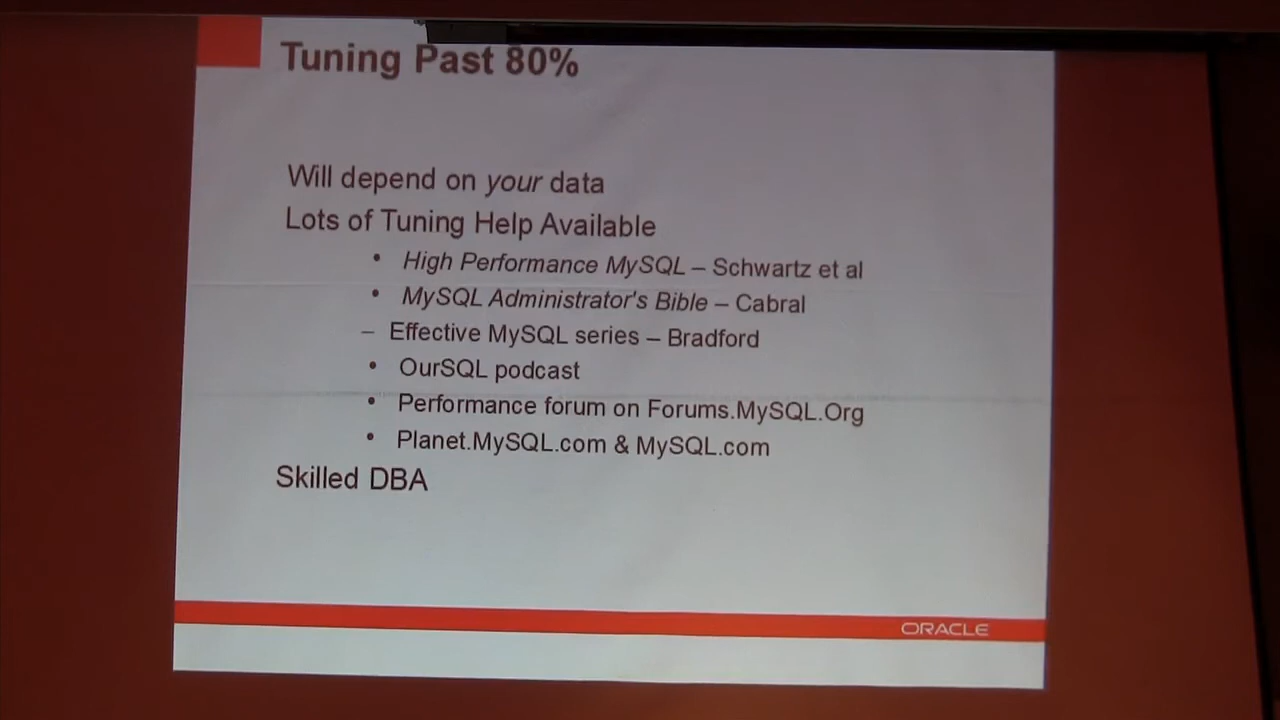 Tuning Past 80%
Will depend on your data
Lots of Tuning Help Available
• High Performance MySQL – Schwartz et al
• MySQL Administrator's Bible – Cabral
– Effective MySQL series – Bradford
• OurSQL podcast
• Performance forum on Forums.MySQL.Org
• Planet.MySQL.com & MySQL.com
Skilled DBA
ORACLE